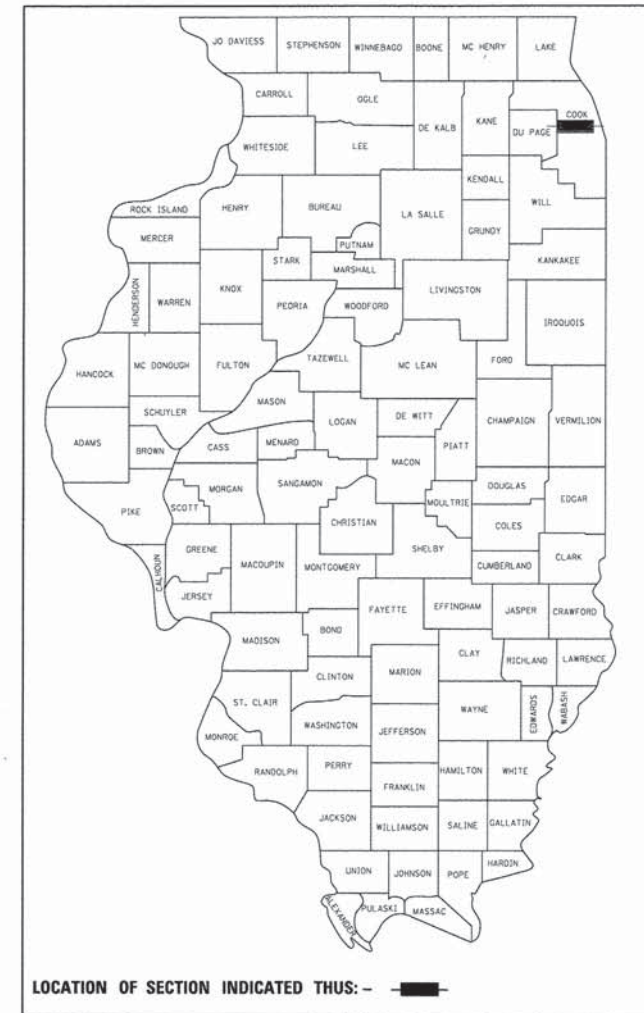 JO DAVIESS STEPHENSON WINNEBAGO BOONE MC HENRY LAKE
CARROLL OGLE COOK
DE KALB KANE DU PAGE
WHITESIDE LEE
KENDALL
ROCK ISLAND HENRY BUREAU LA SALLE WILL
MERCER PUTNAM GRUNDY
STARK MARSHALL KANKAKEE
HENDERSON WARREN KNOX PEORIA WOODFORD LIVINGSTON
IROQUOIS
HANCOCK MC DONOUGH FULTON TAZEWELL MC LEAN FORD
SCHUYLER MASON LOGAN DE WITT CHAMPAIGN VERMILION
ADAMS BROWN CASS MENARD MACON PIATT
PIKE SCOTT MORGAN SANGAMON MOULTRIE DOUGLAS EDGAR
CHRISTIAN COLES
CALHOUN GREENE MACOUPIN MONTGOMERY SHELBY CUMBERLAND CLARK
JERSEY
FAYETTE EFFINGHAM JASPER CRAWFORD
MADISON BOND
CLINTON MARION CLAY RICHLAND LAWRENCE
ST. CLAIR WASHINGTON JEFFERSON WAYNE EDWARDS WABASH
MONROE
RANDOLPH PERRY FRANKLIN HAMILTON WHITE
JACKSON WILLIAMSON SALINE GALLATIN
UNION JOHNSON POPE HARDIN
ALEXANDER PULASKI MASSAC
LOCATION OF SECTION INDICATED THUS: -